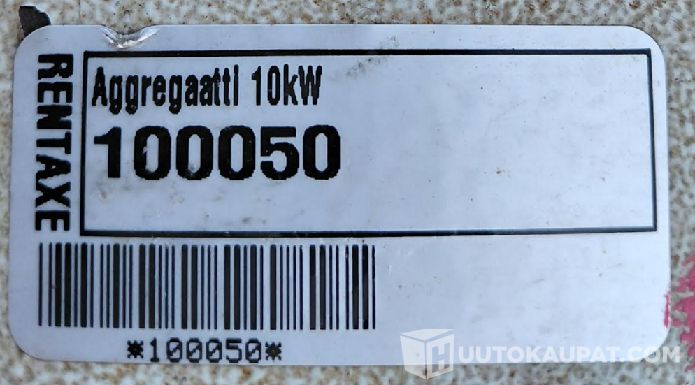 RENTAXE
Aggregaatti 10kW
100050
*100050*
HUUTOKAUPAT.COM